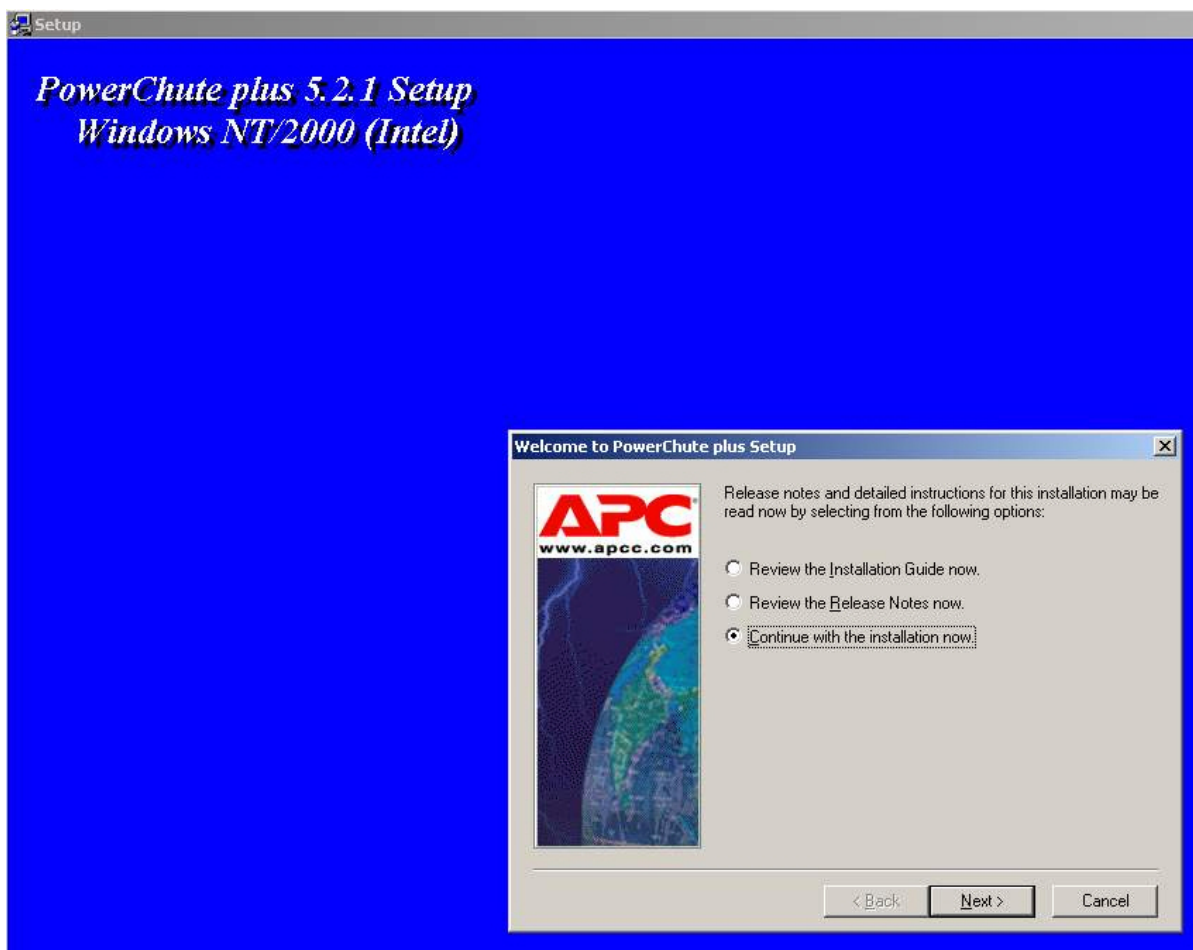 Setup
PowerChute plus 5.2.1 Setup
Windows NT/2000 (Intel)
Welcome to PowerChute plus Setup
APC
www.apcc.com
Release notes and detailed instructions for this installation may be
read now by selecting from the following options:
Review the Installation Guide now.
Review the Release Notes now.
Continue with the installation now.
< Back
Next >
Cancel